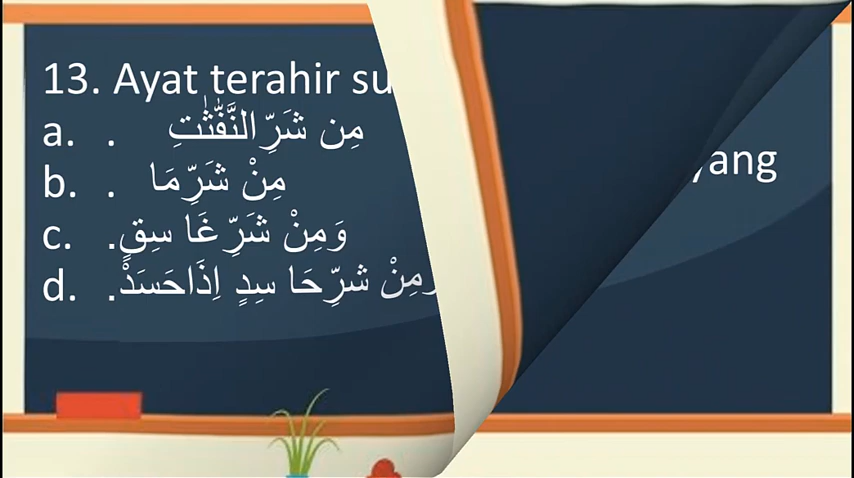 13. Ayat terahir su
a. . مِن شَرِّ النَّفّٰثٰتِ
b. . مِنْ شَرِّ مَا
c. .وَمِنْ شَرِّ غَا سِقٍ
d. .مِنْ شرِّحَا سِدٍ اِذَاحَسَدْ
yang